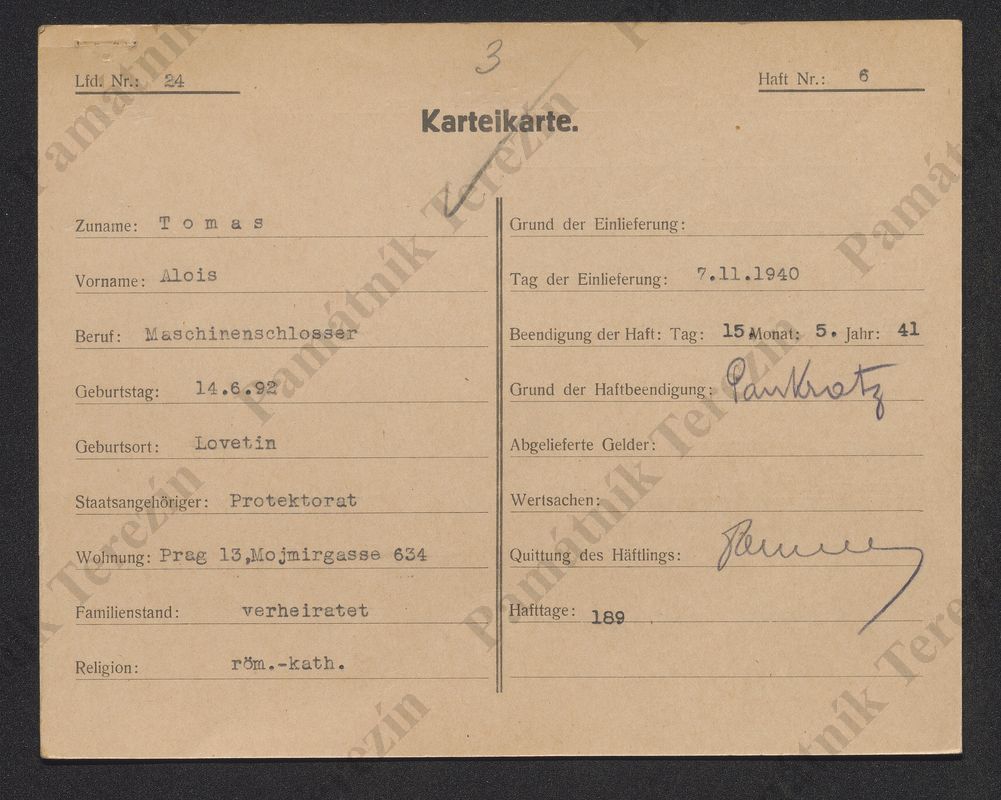 3
Lfd. Nr.: 24
Haft Nr.: 6
Karteikarte.
Zuname: Tomas
Vorname: Alois
Beruf: Maschinenschlosser
Geburtstag: 14.6.92
Geburtsort: Lovetin
Staatsangehöriger: Protektorat
Wohnung: Prag 13,Mojmirgasse 634
Familienstand: verheiratet
Religion: röm.-kath.
Grund der Einlieferung:
Tag der Einlieferung: 7.11.1940
Beendigung der Haft: Tag: 15. Monat: 5. Jahr: 41
Grund der Haftbeendigung: Pankratz
Abgelieferte Gelder:
Wertsachen:
Quittung des Häftlings:
Hafttage: 189
Památník Terezín